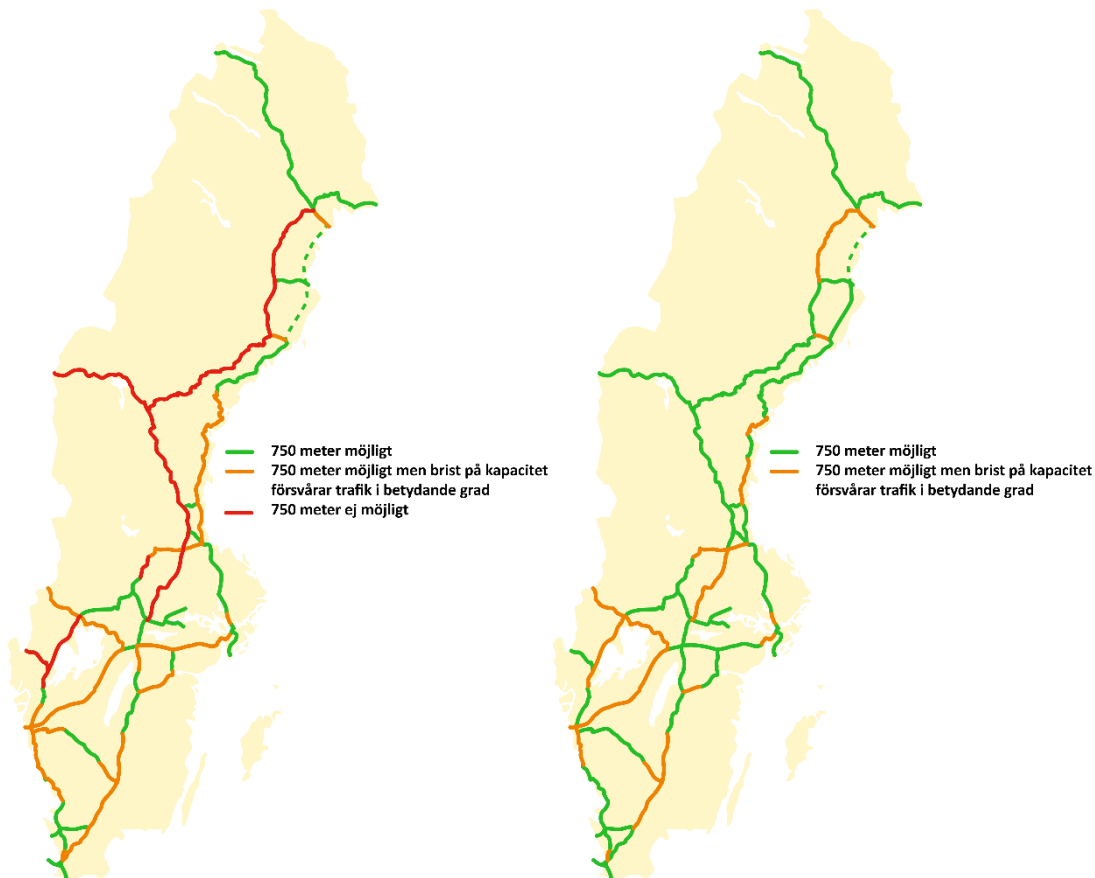 750 meter möjligt
750 meter möjligt men brist på kapacitet
försvårar trafik i betydande grad
750 meter ej möjligt
750 meter möjligt
750 meter möjligt men brist på kapacitet
försvårar trafik i betydande grad